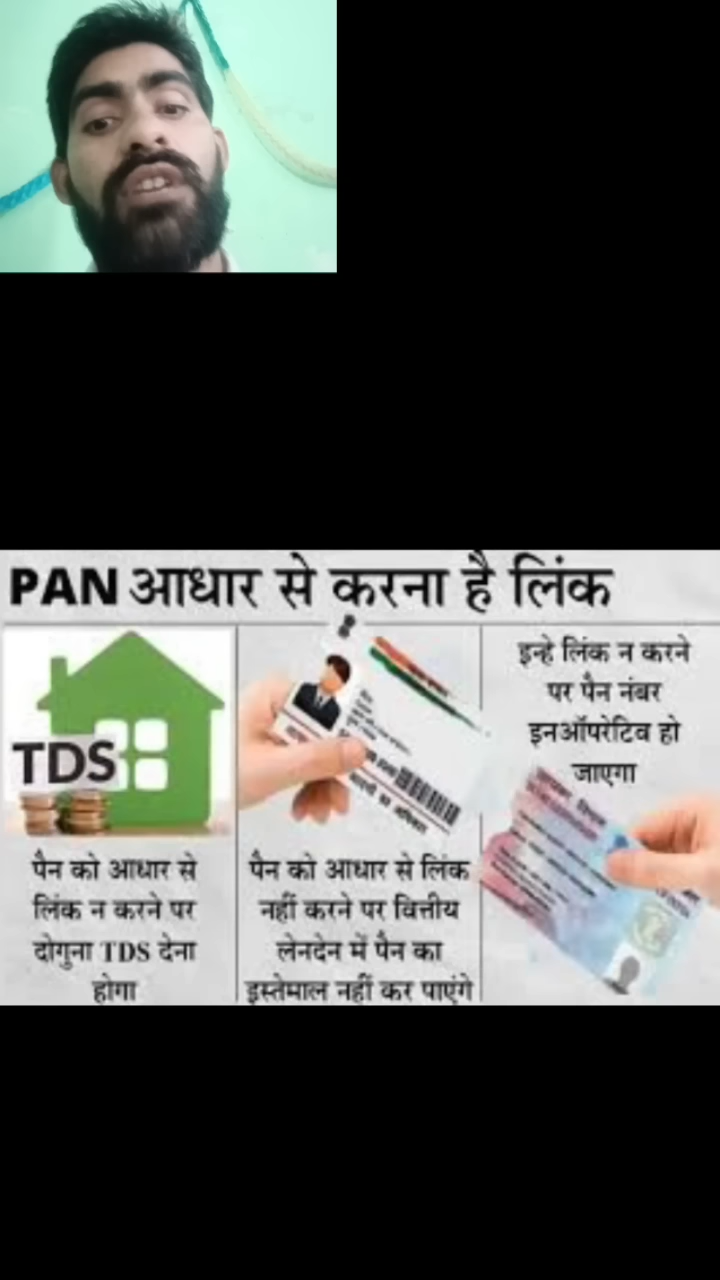 PAN आधार से करना है लिंक
TDS
पैन को आधार से
लिंक न करने पर
दोगुना TDS देना
होगा
पैन को आधार से लिंक
नहीं करने पर वित्तीय
लेनदेन में पैन का
इस्तेमाल नहीं कर पाएंगे
इन्हे लिंक न करने
पर पैन नंबर
इनऑपरेटिव हो
जाएगा